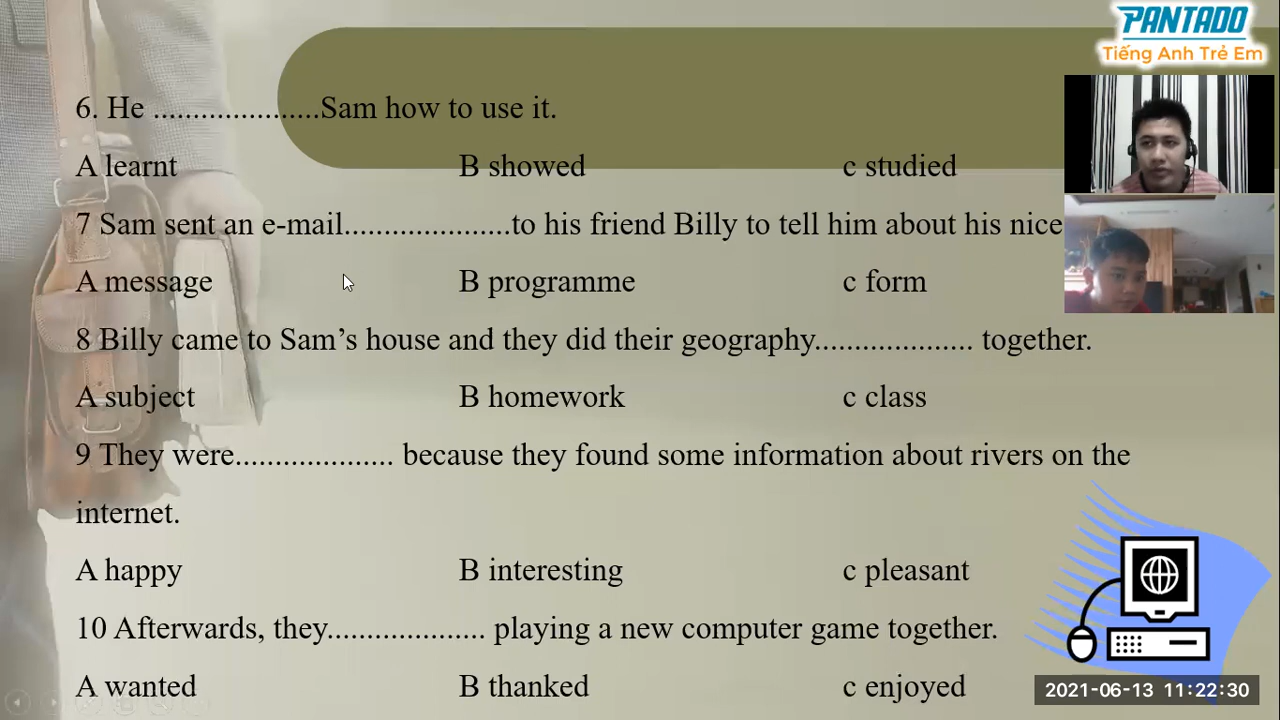 PANTADO
Tiếng Anh Trẻ Em
6. He .....................Sam how to use it.
A learnt B showed c studied
7 Sam sent an e-mail.....................to his friend Billy to tell him about his nice
A message B programme c form
8 Billy came to Sam’s house and they did their geography.................... together.
A subject B homework c class
9 They were.................... because they found some information about rivers on the
internet.
A happy B interesting c pleasant
10 Afterwards, they.................... playing a new computer game together.
A wanted B thanked c enjoyed
2021-06-13 11:22:30